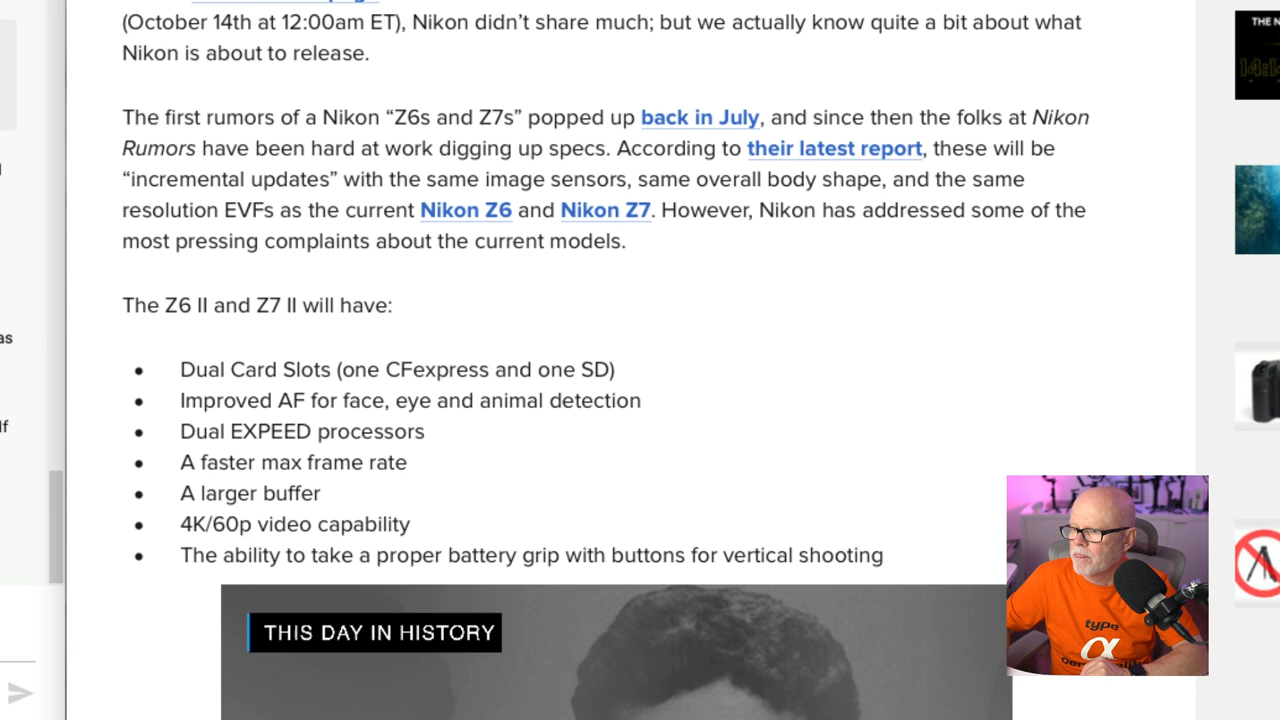 (October 14th at 12:00am ET), Nikon didn’t share much; but we actually know quite a bit about what
Nikon is about to release.
The first rumors of a Nikon “Z6s and Z7s” popped up back in July, and since then the folks at Nikon
Rumors have been hard at work digging up specs. According to their latest report, these will be
“incremental updates” with the same image sensors, same overall body shape, and the same
resolution EVFs as the current Nikon Z6 and Nikon Z7. However, Nikon has addressed some of the
most pressing complaints about the current models.
The Z6 II and Z7 II will have:
• Dual Card Slots (one CFexpress and one SD)
• Improved AF for face, eye and animal detection
• Dual EXPEED processors
• A faster max frame rate
• A larger buffer
• 4K/60p video capability
• The ability to take a proper battery grip with buttons for vertical shooting
THIS DAY IN HISTORY
THE N
as
type
α